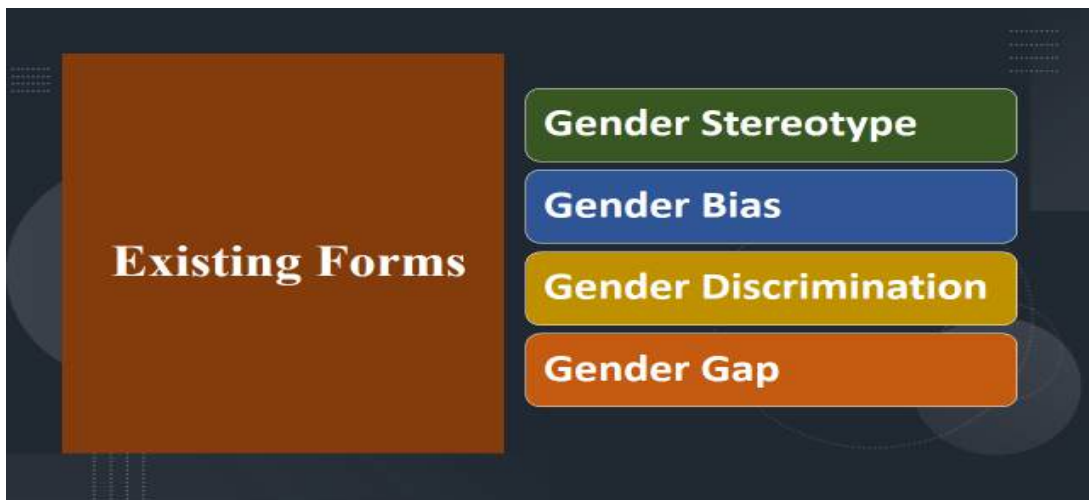 Existing Forms
Gender Stereotype
Gender Bias
Gender Discrimination
Gender Gap